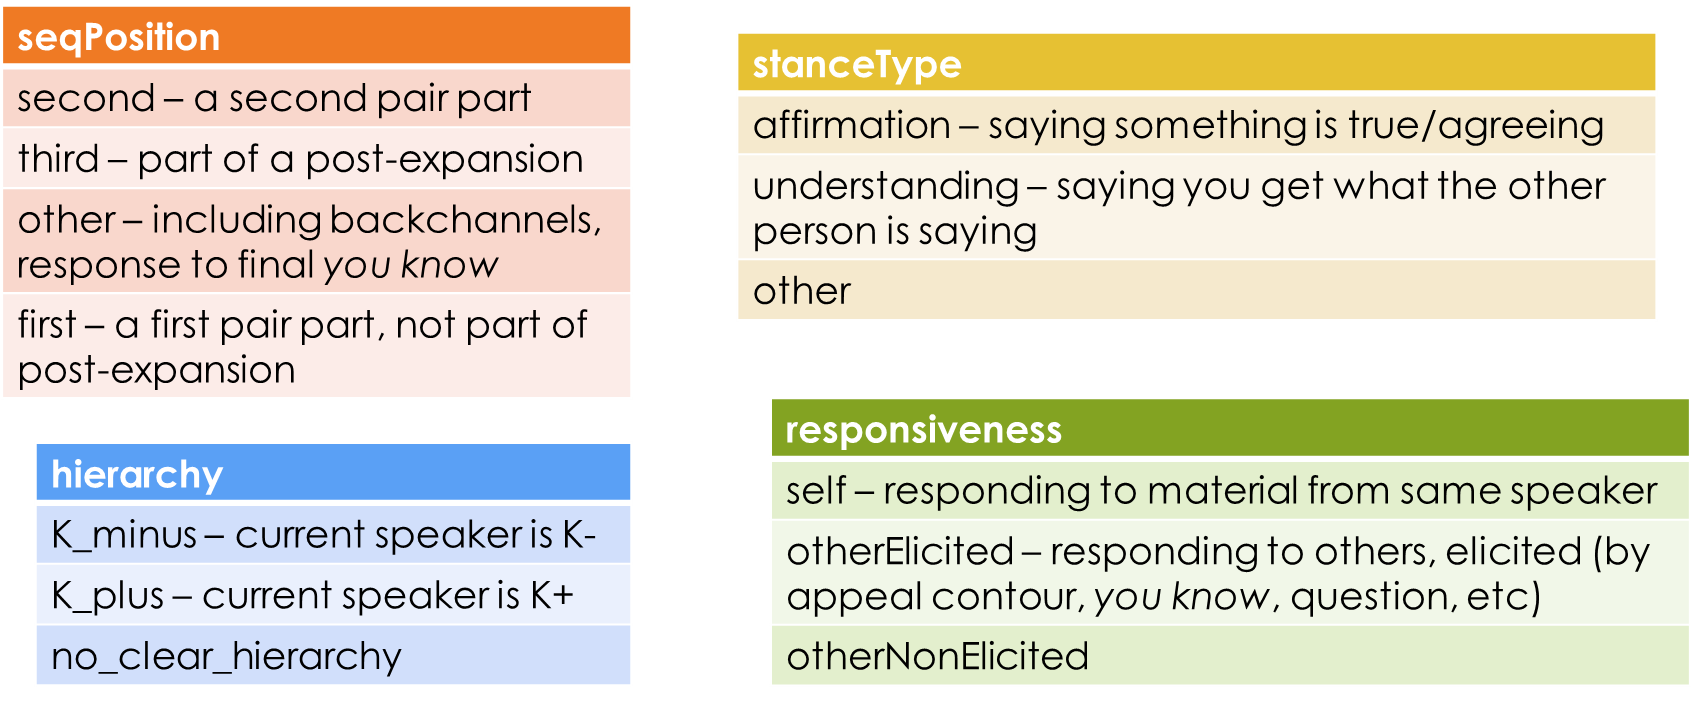 seqPosition
second – a second pair part
third – part of a post-expansion
other – including backchannels,
response to final you know
first – a first pair part, not part of
post-expansion
hierarchy
K_minus – current speaker is K-
K_plus – current speaker is K+
no_clear_hierarchy
stanceType
affirmation – saying something is true/agreeing
understanding – saying you get what the other
person is saying
other
responsiveness
self – responding to material from same speaker
otherElicited – responding to others, elicited (by
appeal contour, you know, question, etc)
otherNonElicited